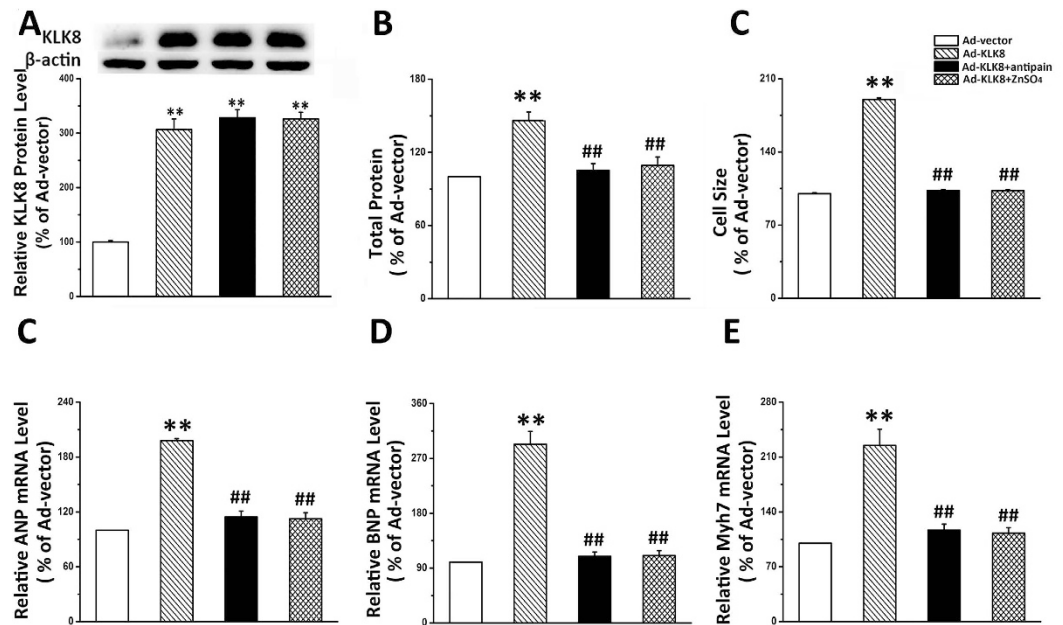 A
KLK8
β-actin
Relative KLK8 Protein Level
(% of Ad-vector)
400
300
200
100
0
**
**
**
B
Total Protein
( % of Ad-vector)
180
120
60
0
**
##
##
C
Cell Size
( % of Ad-vector)
210
140
70
0
**
##
##
Ad-vector
Ad-KLK8
Ad-KLK8+antipain
Ad-KLK8+ZnSO₄
C
Relative ANP mRNA Level
( % of Ad-vector)
240
180
120
60
0
**
##
##
D
Relative BNP mRNA Level
( % of Ad-vector)
360
270
180
90
0
**
##
##
E
Relative Myh7 mRNA Level
( % of Ad-vector)
280
210
140
70
0
**
##
##